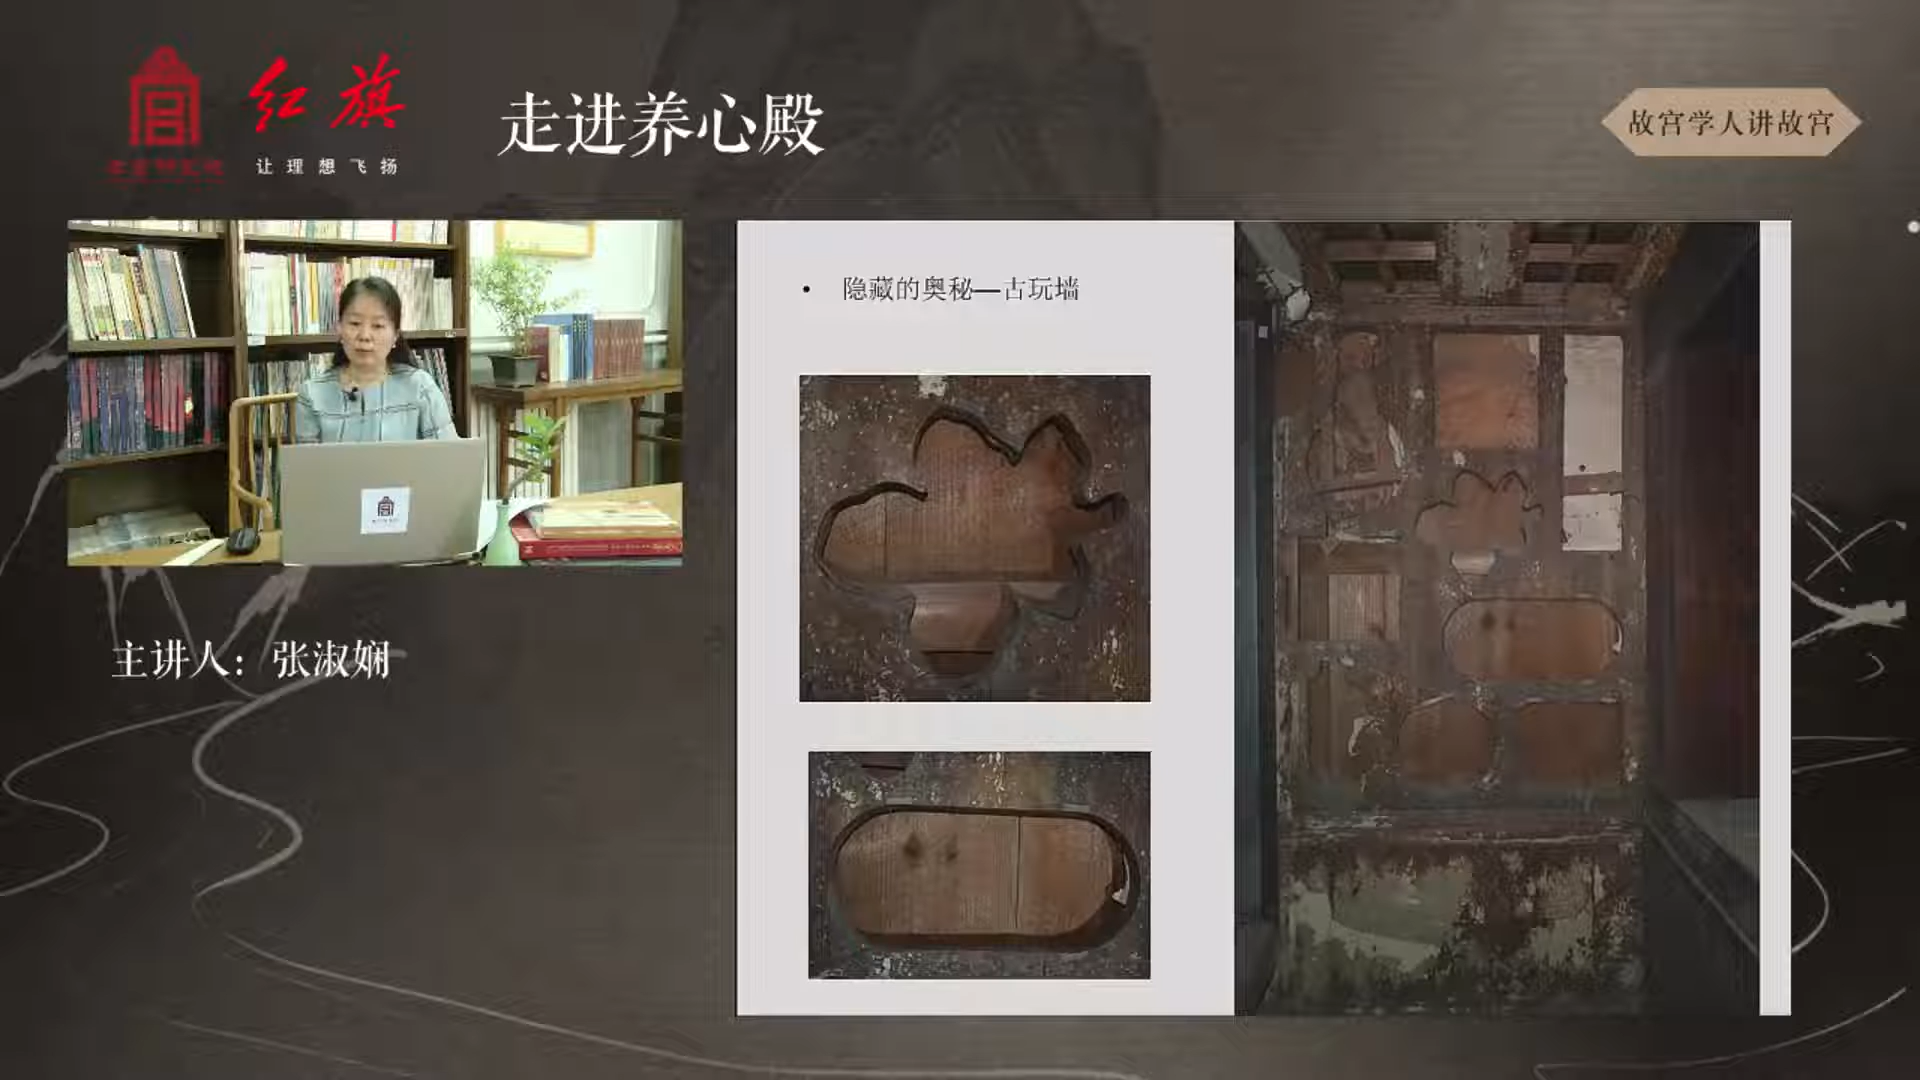 红旗
让理想飞扬
走进养心殿
故宫学人讲故宫
• 隐藏的奥秘—古玩墙
主讲人：张淑娴